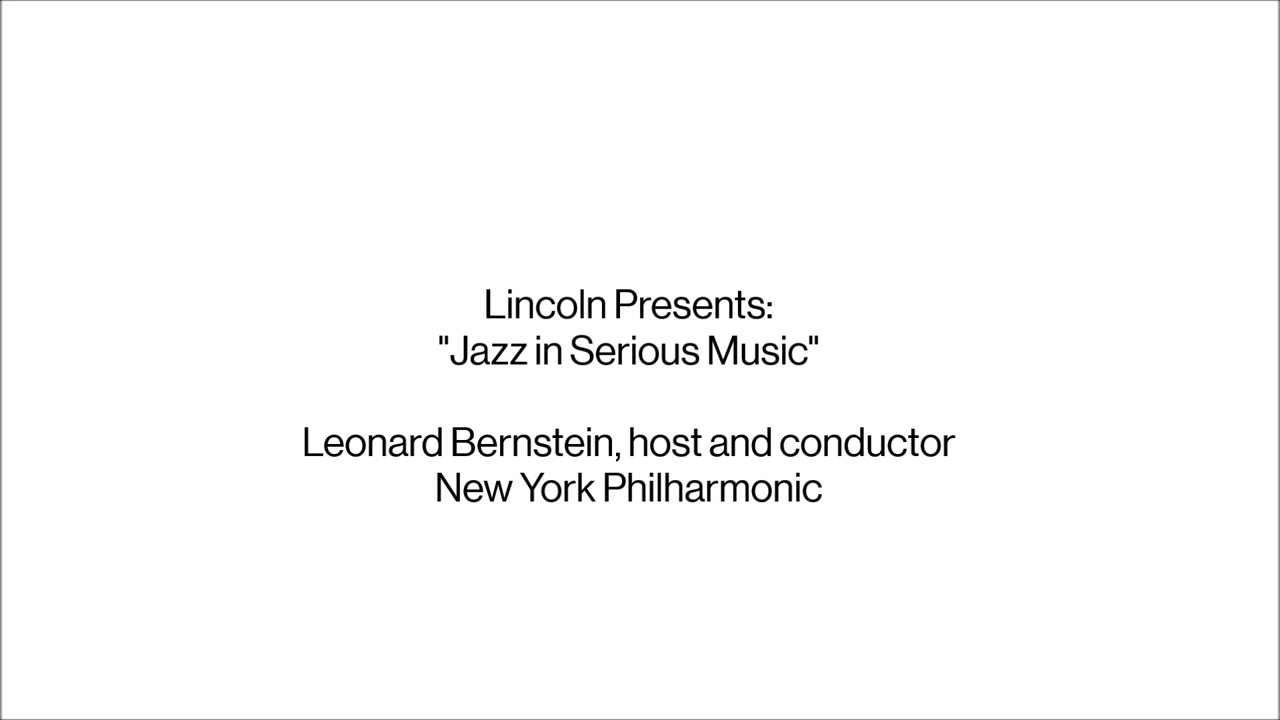 Lincoln Presents:
"Jazz in Serious Music"
Leonard Bernstein, host and conductor
New York Philharmonic